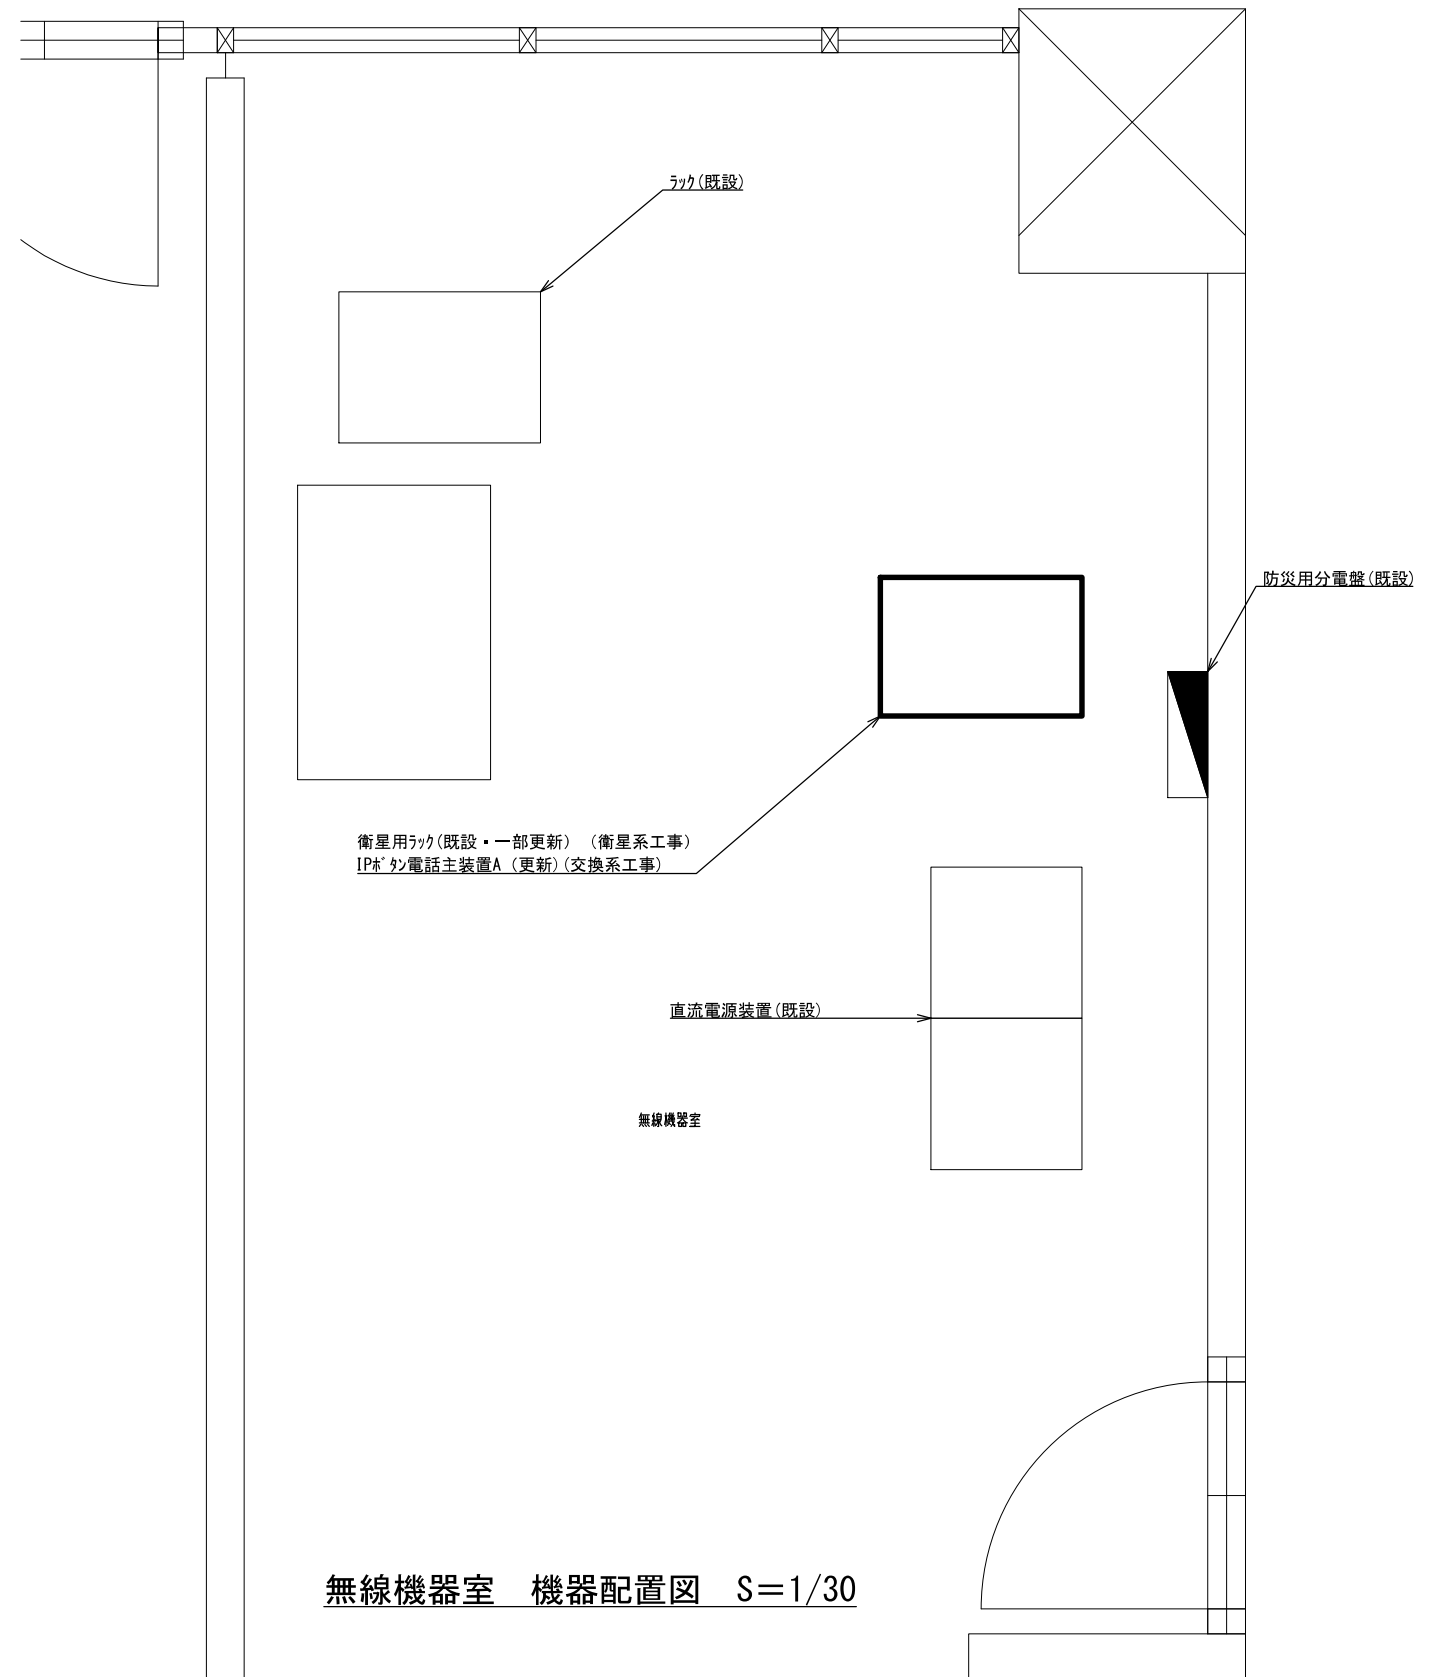 ﾗｯｸ(既設)
防災用分電盤(既設)
衛星用ﾗｯｸ(既設・一部更新) (衛星系工事)
IPﾎﾞﾀﾝ電話主装置A (更新)(交換系工事)
直流電源装置(既設)
無線機器室
無線機器室　機器配置図　S=1/30